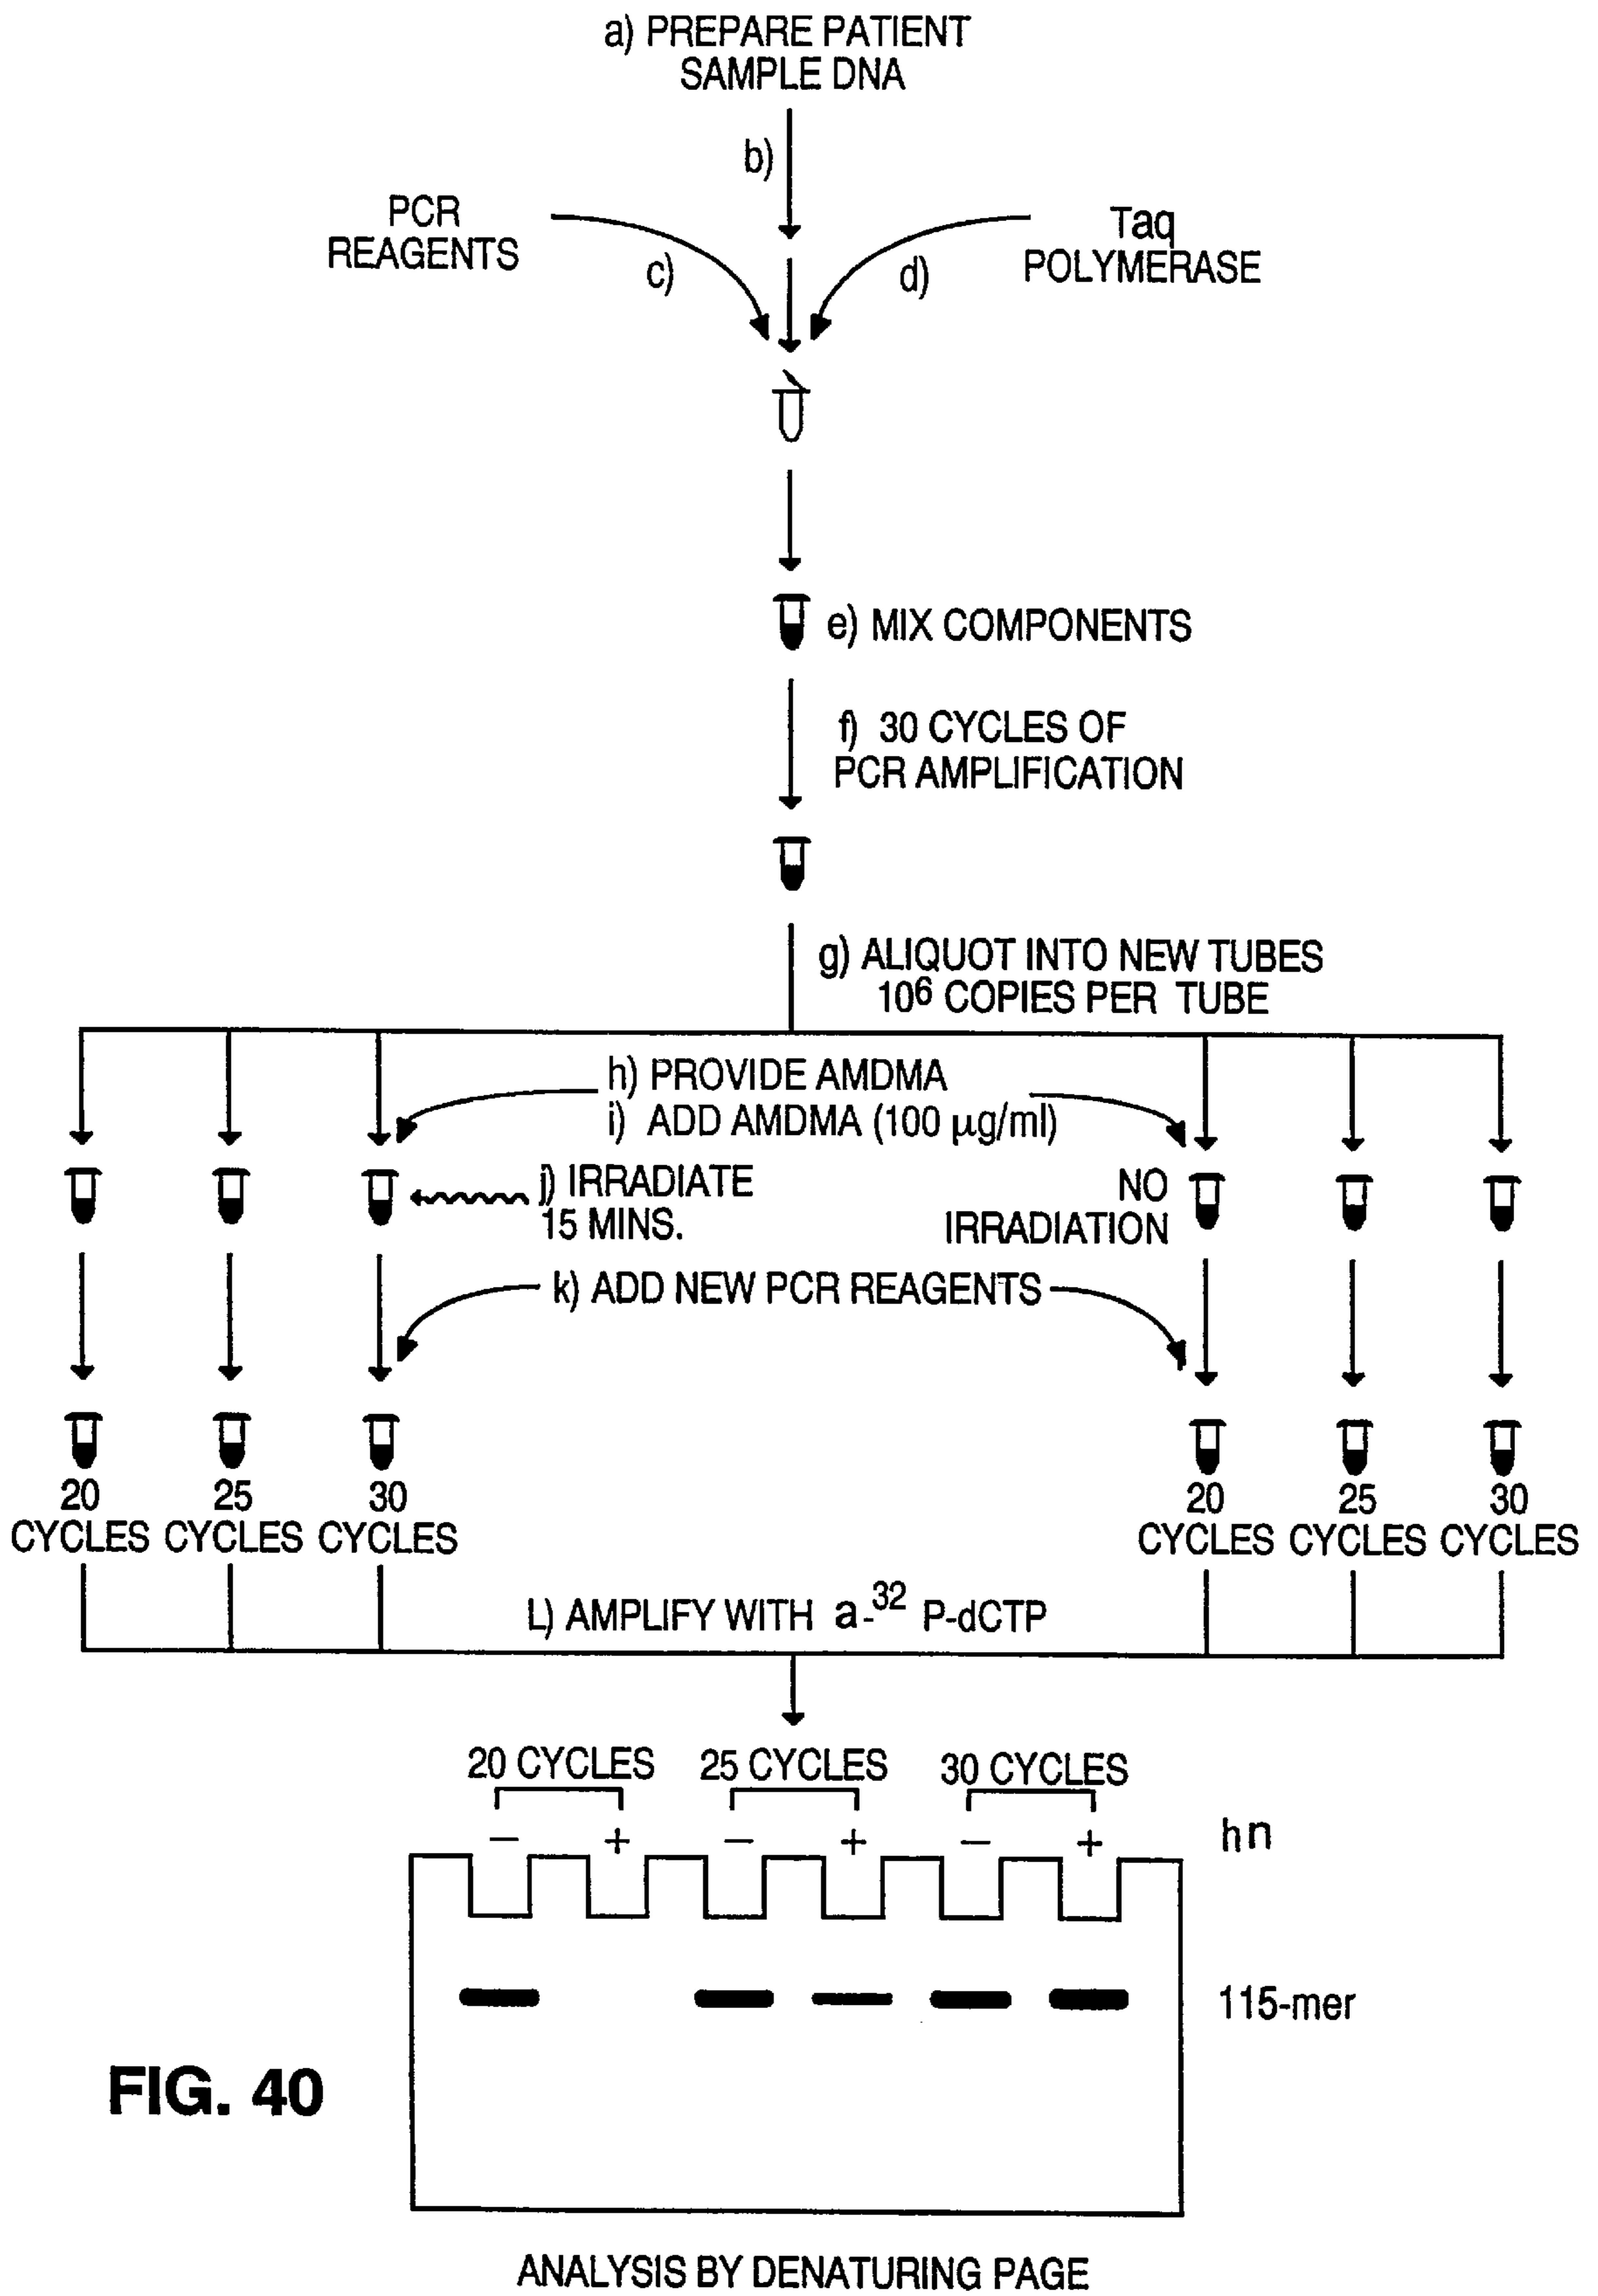 a) PREPARE PATIENT
SAMPLE DNA
b)
PCR
REAGENTS
c)
d)
Taq
POLYMERASE
e) MIX COMPONENTS
f) 30 CYCLES OF
PCR AMPLIFICATION
g) ALIQUOT INTO NEW TUBES
10⁶ COPIES PER TUBE
h) PROVIDE AMDMA
i) ADD AMDMA (100 µg/ml)
j) IRRADIATE
15 MINS.
NO
IRRADIATION
k) ADD NEW PCR REAGENTS
20 25 30 20 25 30
CYCLES CYCLES CYCLES CYCLES CYCLES CYCLES
L) AMPLIFY WITH a-³² P-dCTP
20 CYCLES 25 CYCLES 30 CYCLES
– + – + – + hn
115-mer
FIG. 40
ANALYSIS BY DENATURING PAGE